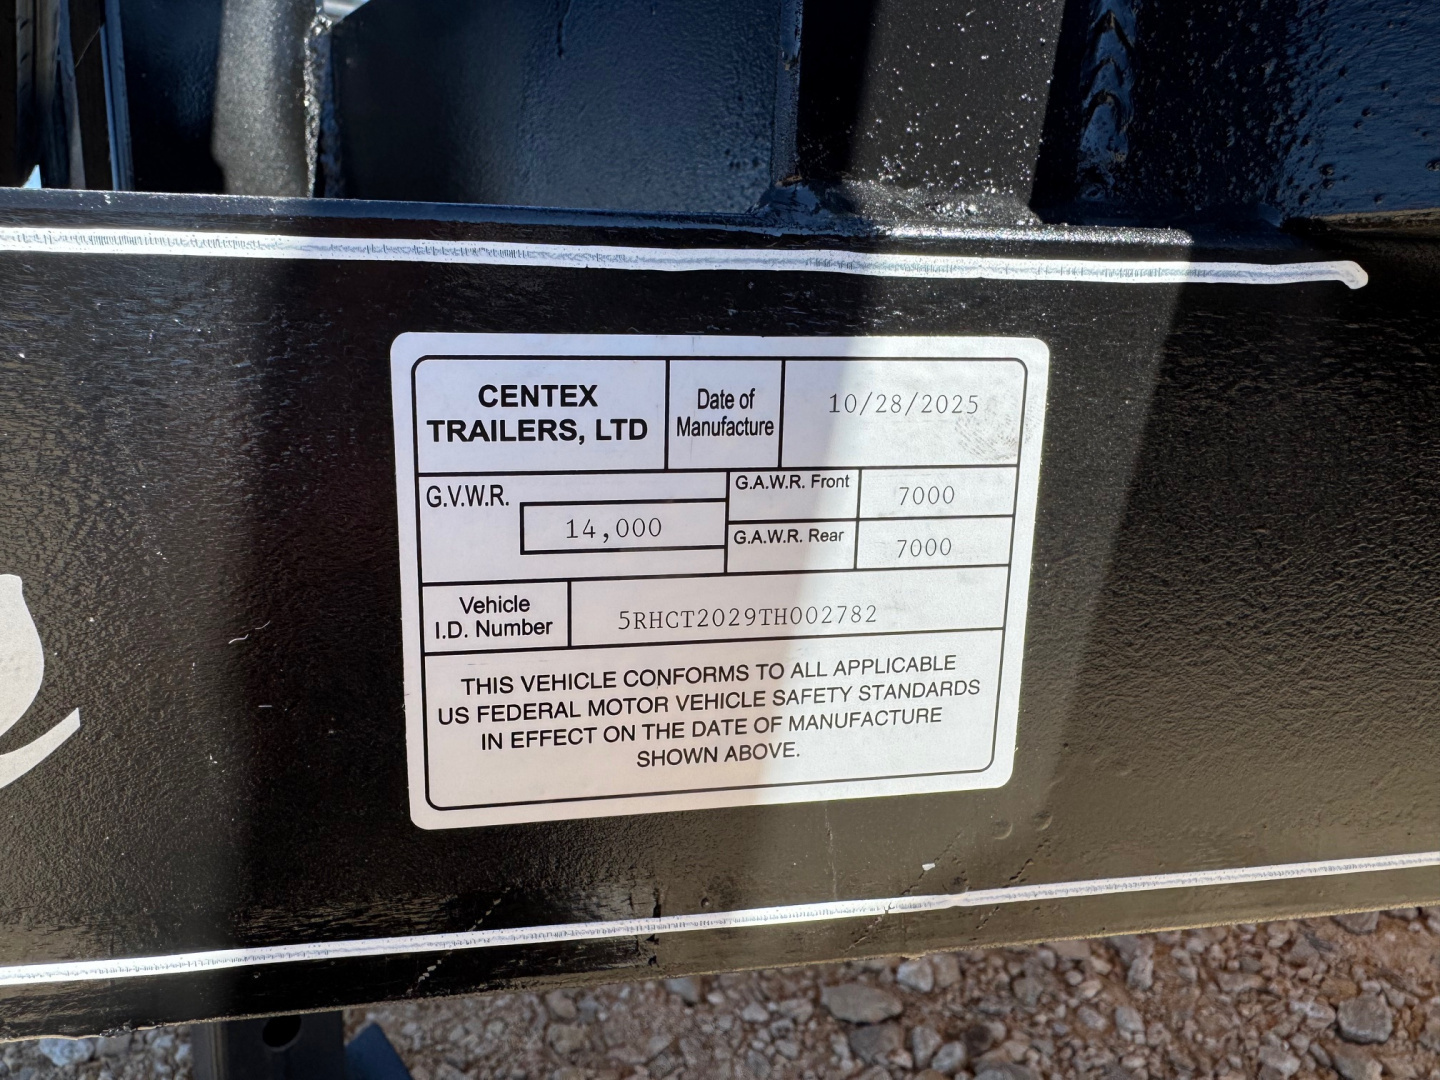 CENTEX
TRAILERS, LTD
Date of
Manufacture
10/28/2025
G.V.W.R.
14,000
G.A.W.R. Front
7000
G.A.W.R. Rear
7000
Vehicle
I.D. Number
5RHCT2029TH002782
THIS VEHICLE CONFORMS TO ALL APPLICABLE
US FEDERAL MOTOR VEHICLE SAFETY STANDARDS
IN EFFECT ON THE DATE OF MANUFACTURE
SHOWN ABOVE.